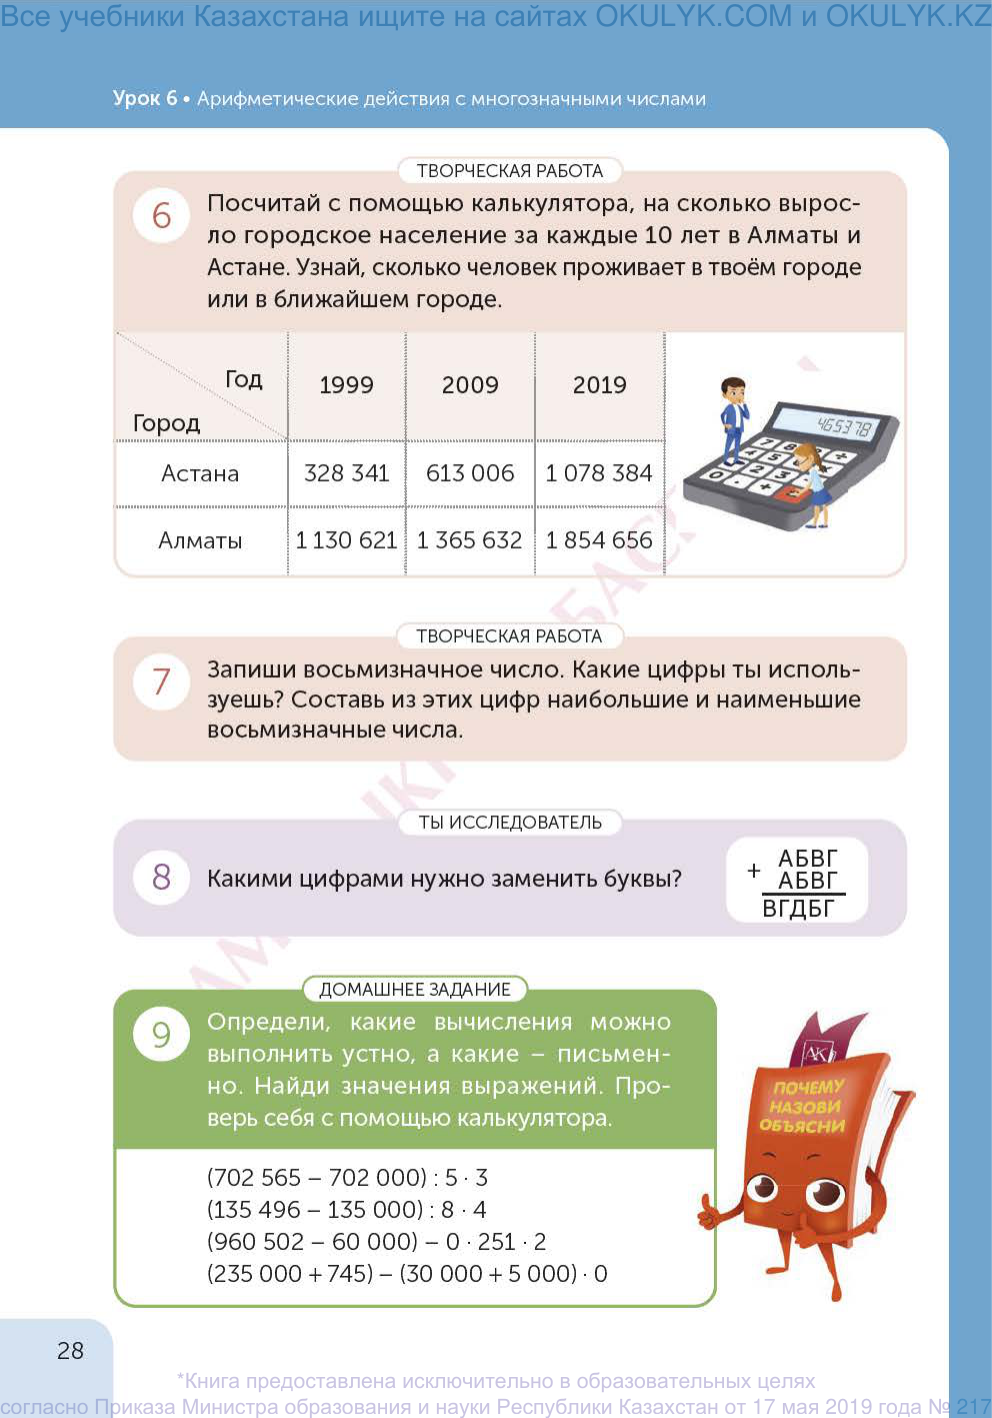 Все учебники Казахстана ищите на сайтах OKULYK.COM и OKULYK.KZ
Урок 6 • Арифметические действия с многозначными числами
ТВОРЧЕСКАЯ РАБОТА
6
Посчитай с помощью калькулятора, на сколько вырос-
ло городское население за каждые 10 лет в Алматы и
Астане. Узнай, сколько человек проживает в твоём городе
или в ближайшем городе.
Год
Город
1999 2009 2019
Астана 328 341 613 006 1 078 384
Алматы 1 130 621 1 365 632 1 854 656
465378
ТВОРЧЕСКАЯ РАБОТА
7
Запиши восьмизначное число. Какие цифры ты исполь-
зуешь? Составь из этих цифр наибольшие и наименьшие
восьмизначные числа.
ТЫ ИССЛЕДОВАТЕЛЬ
8
Какими цифрами нужно заменить буквы?
АБВГ
+ АБВГ
ВГДБГ
ДОМАШНЕЕ ЗАДАНИЕ
9
Определи, какие вычисления можно
выполнить устно, а какие – письмен-
но. Найди значения выражений. Про-
верь себя с помощью калькулятора.
(702 565 – 702 000) : 5 · 3
(135 496 – 135 000) : 8 · 4
(960 502 – 60 000) – 0 · 251 · 2
(235 000 + 745) – (30 000 + 5 000) · 0
АК
ПОЧЕМУ
НАЗОВИ
ОБЪЯСНИ
28
*Книга предоставлена исключительно в образовательных целях
согласно Приказа Министра образования и науки Республики Казахстан от 17 мая 2019 года № 217